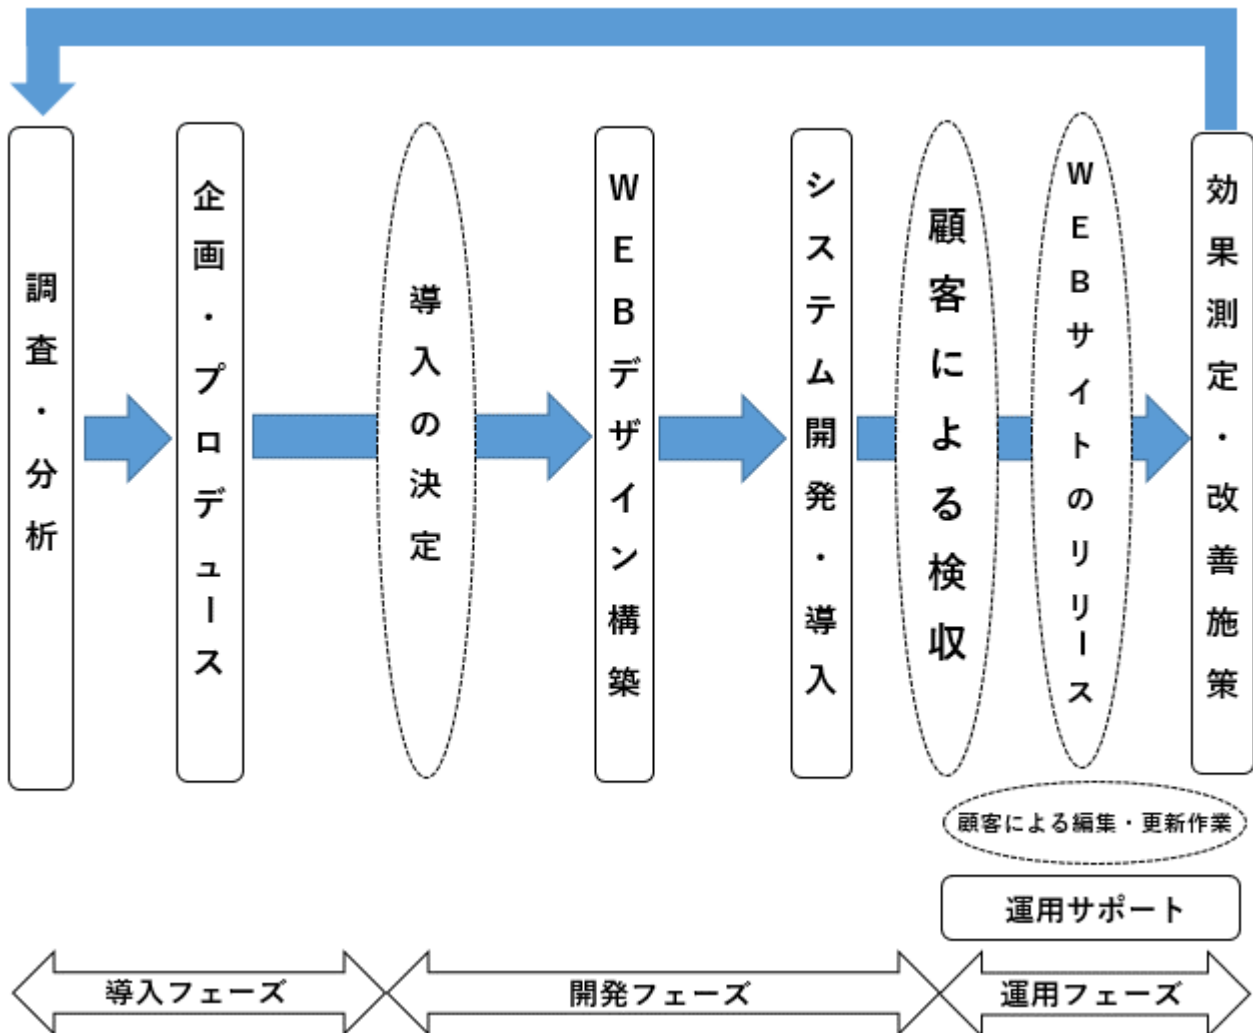 調査・分析
企画・プロデュース
導入の決定
WEBデザイン構築
システム開発・導入
顧客による検収
WEBサイトのリリース
効果測定・改善施策
顧客による編集・更新作業
運用サポート
導入フェーズ
開発フェーズ
運用フェーズ